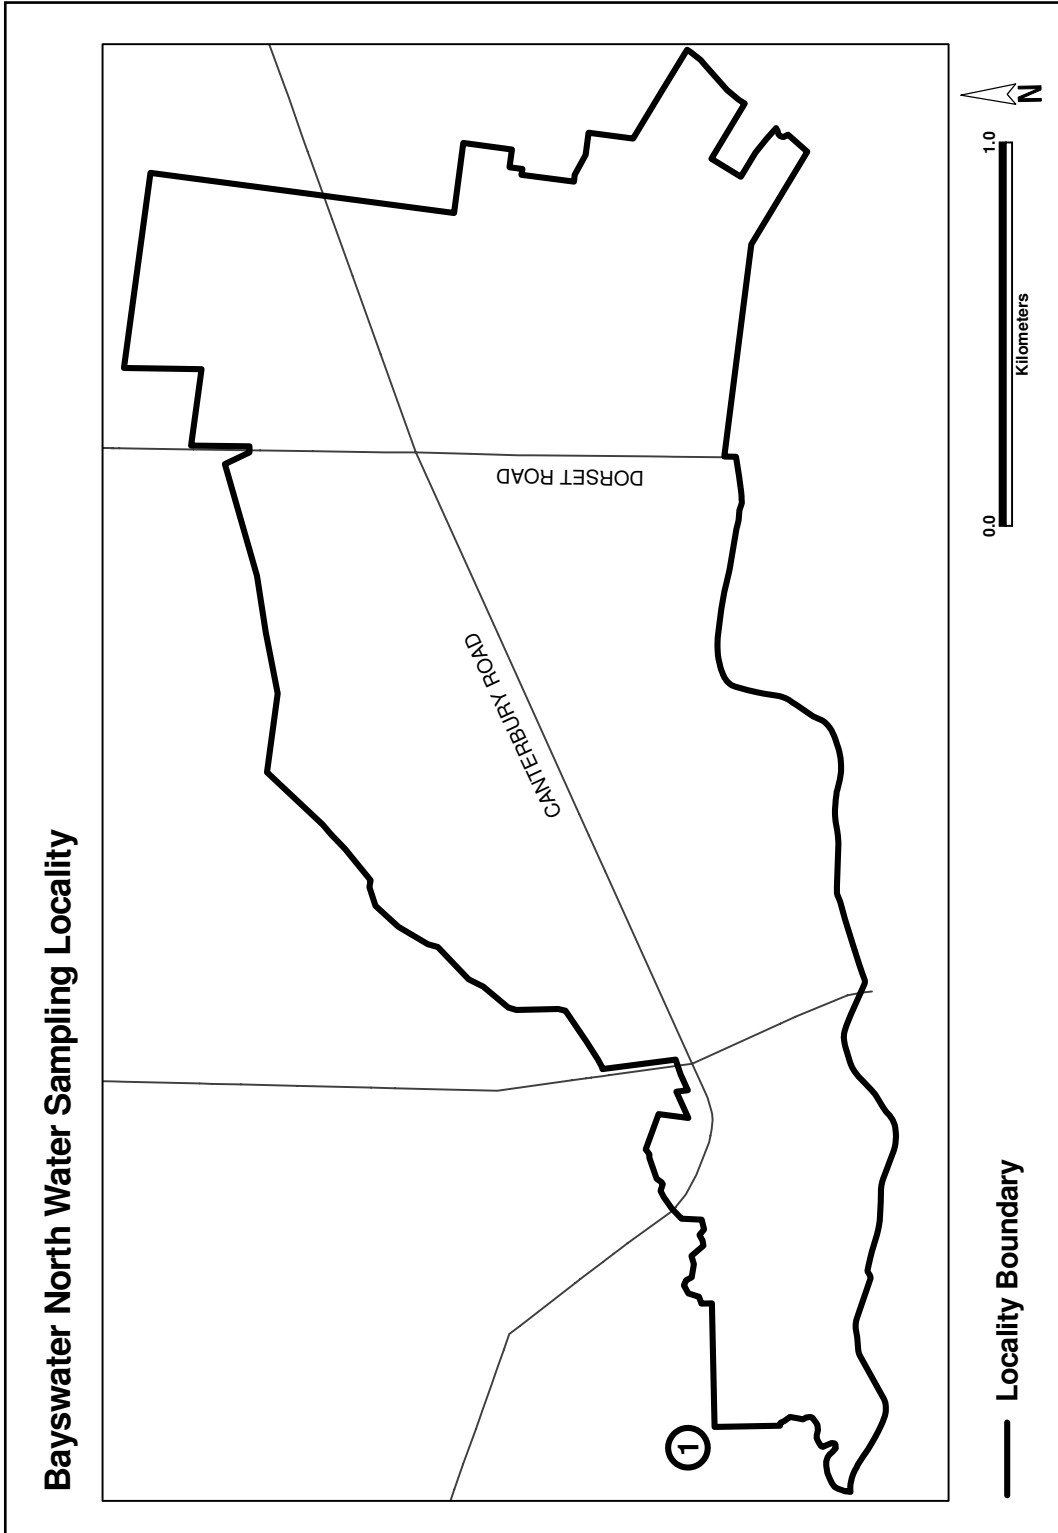 Bayswater North Water Sampling Locality
CANTERBURY ROAD
DORSET ROAD
1
Locality Boundary
0.0 1.0
Kilometers
N